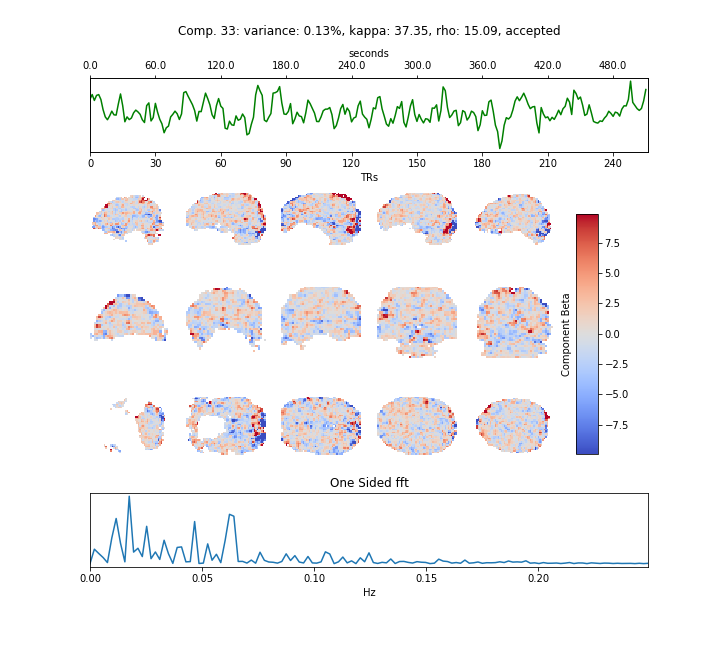 Comp. 33: variance: 0.13%, kappa: 37.35, rho: 15.09, accepted
seconds
0.0 60.0 120.0 180.0 240.0 300.0 360.0 420.0 480.0
0 30 60 90 120 150 180 210 240
TRs
7.5
5.0
2.5
0.0
−2.5
−5.0
−7.5
Component Beta
One Sided fft
0.00 0.05 0.10 0.15 0.20
Hz